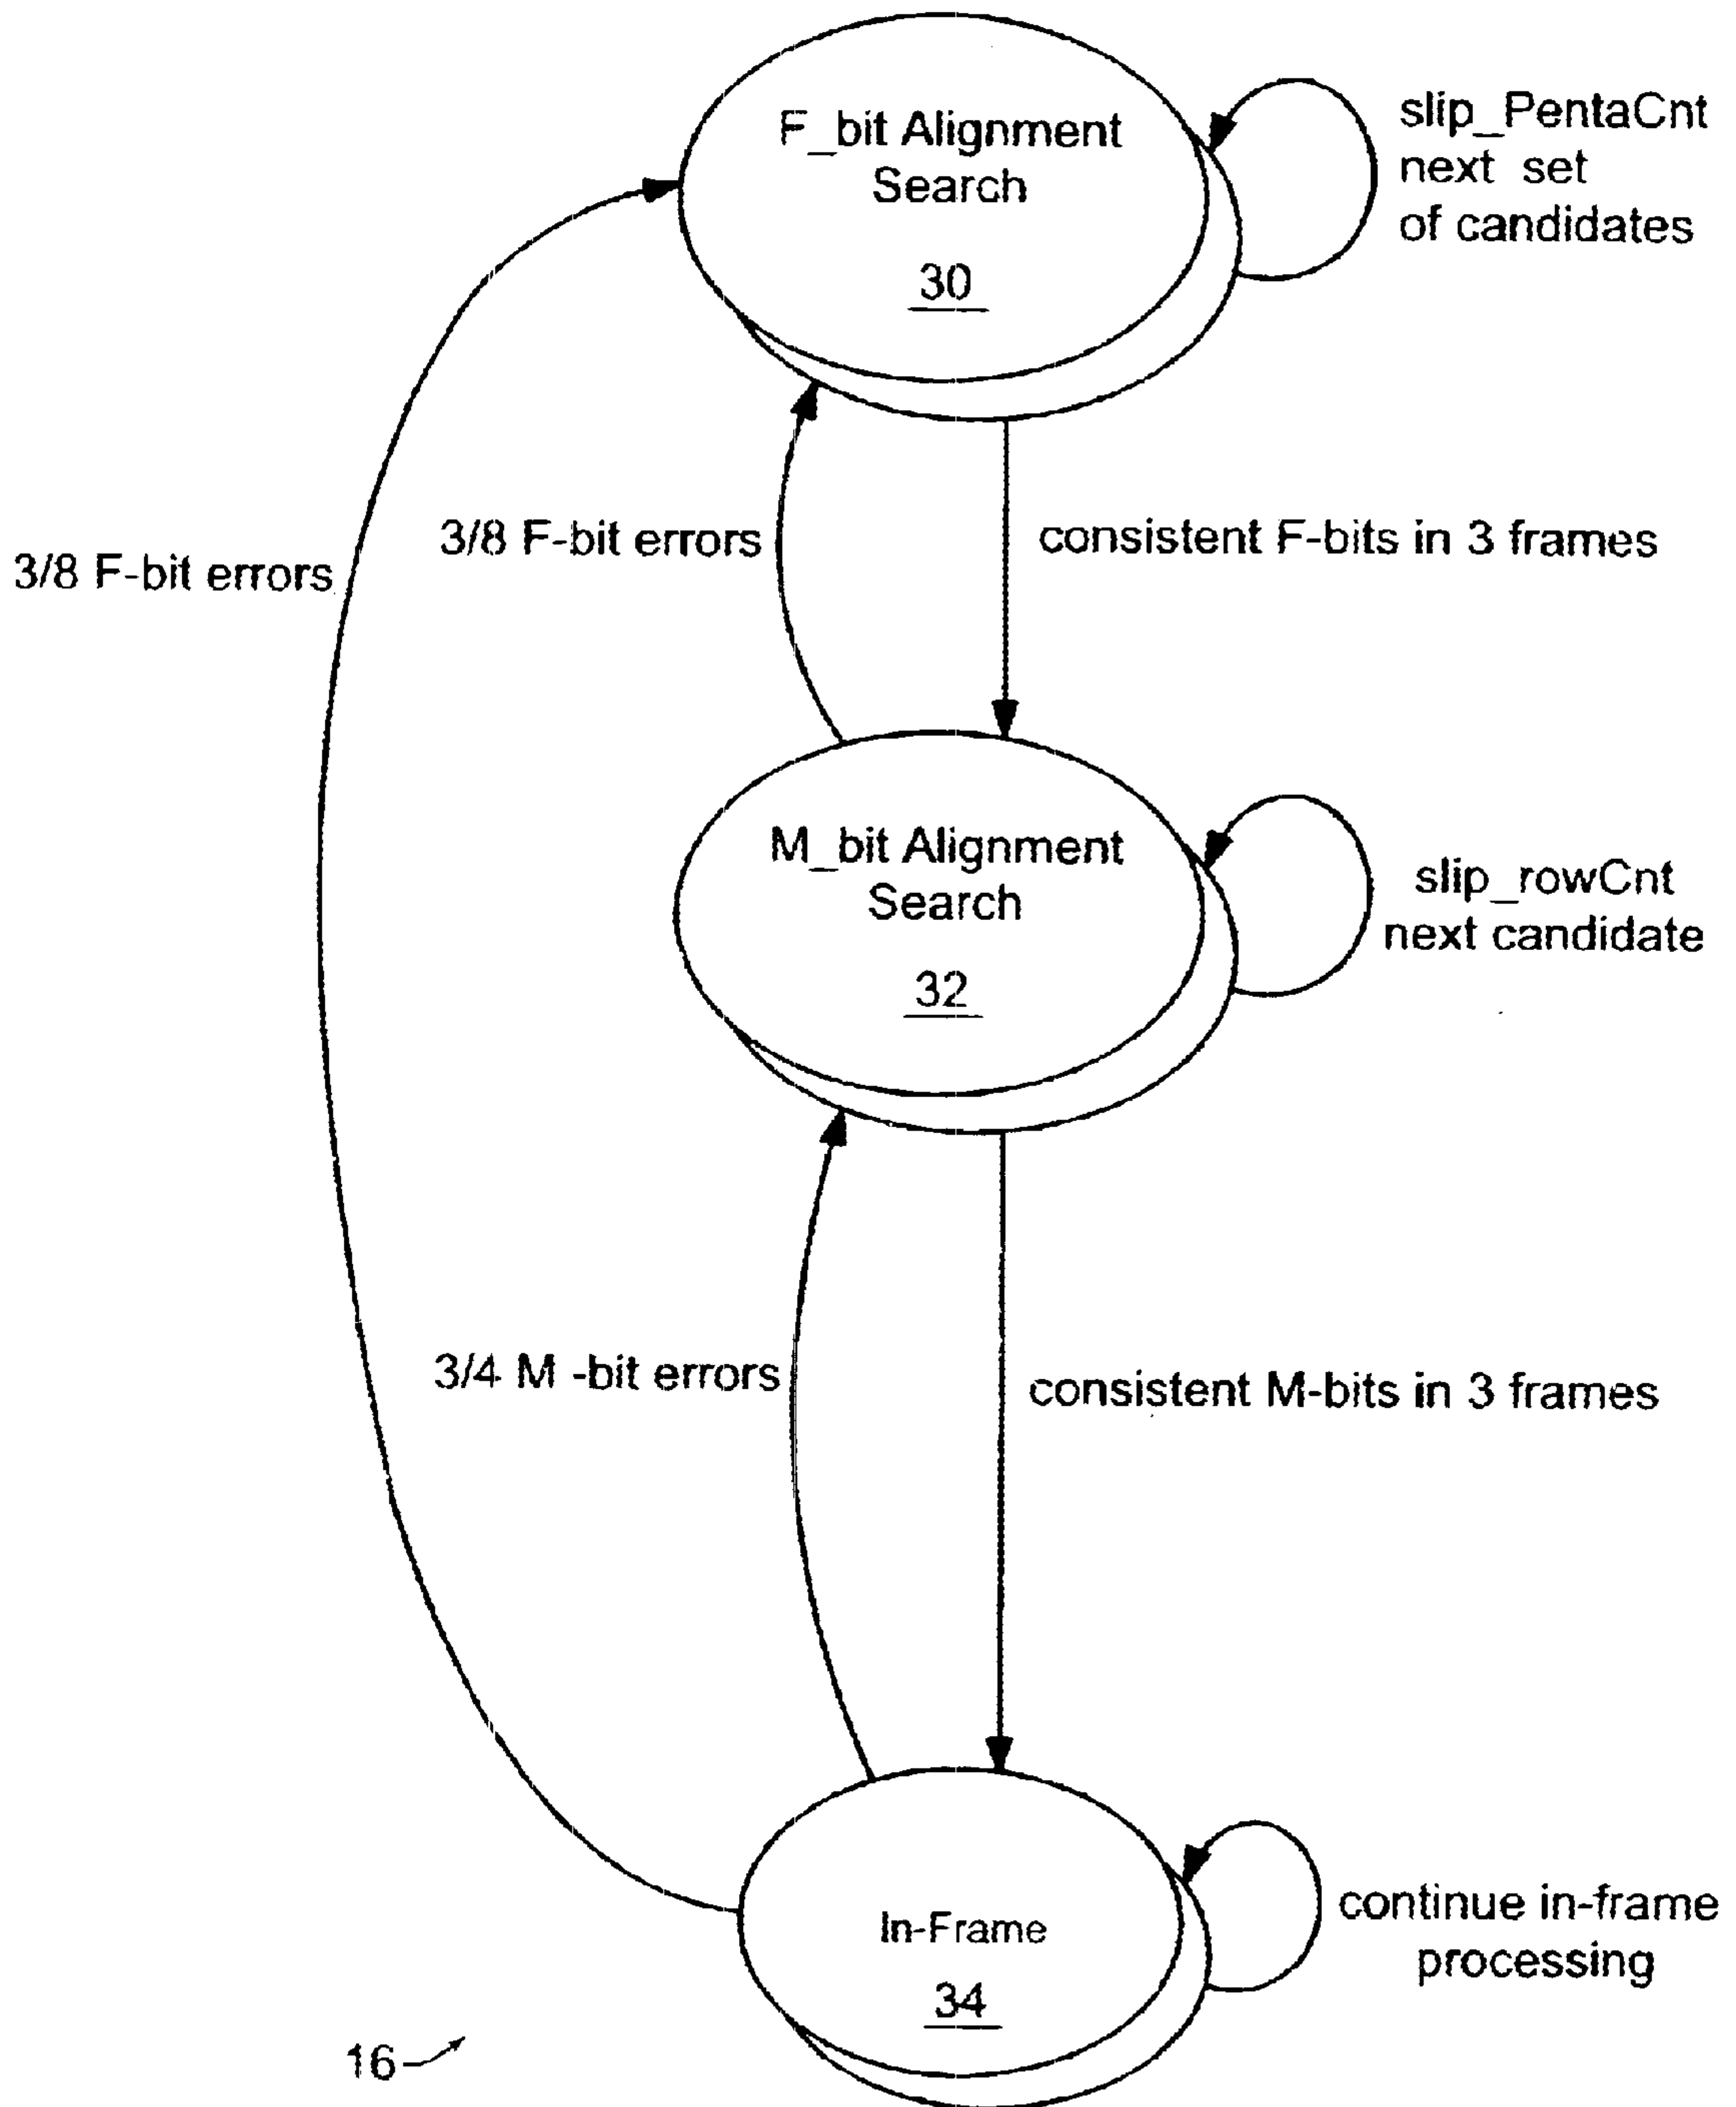 F_bit Alignment
Search
30
slip_PentaCnt
next set
of candidates
3/8 F-bit errors
3/8 F-bit errors
consistent F-bits in 3 frames
M_bit Alignment
Search
32
slip_rowCnt
next candidate
3/4 M -bit errors
consistent M-bits in 3 frames
In-Frame
34
continue in-frame
processing
16